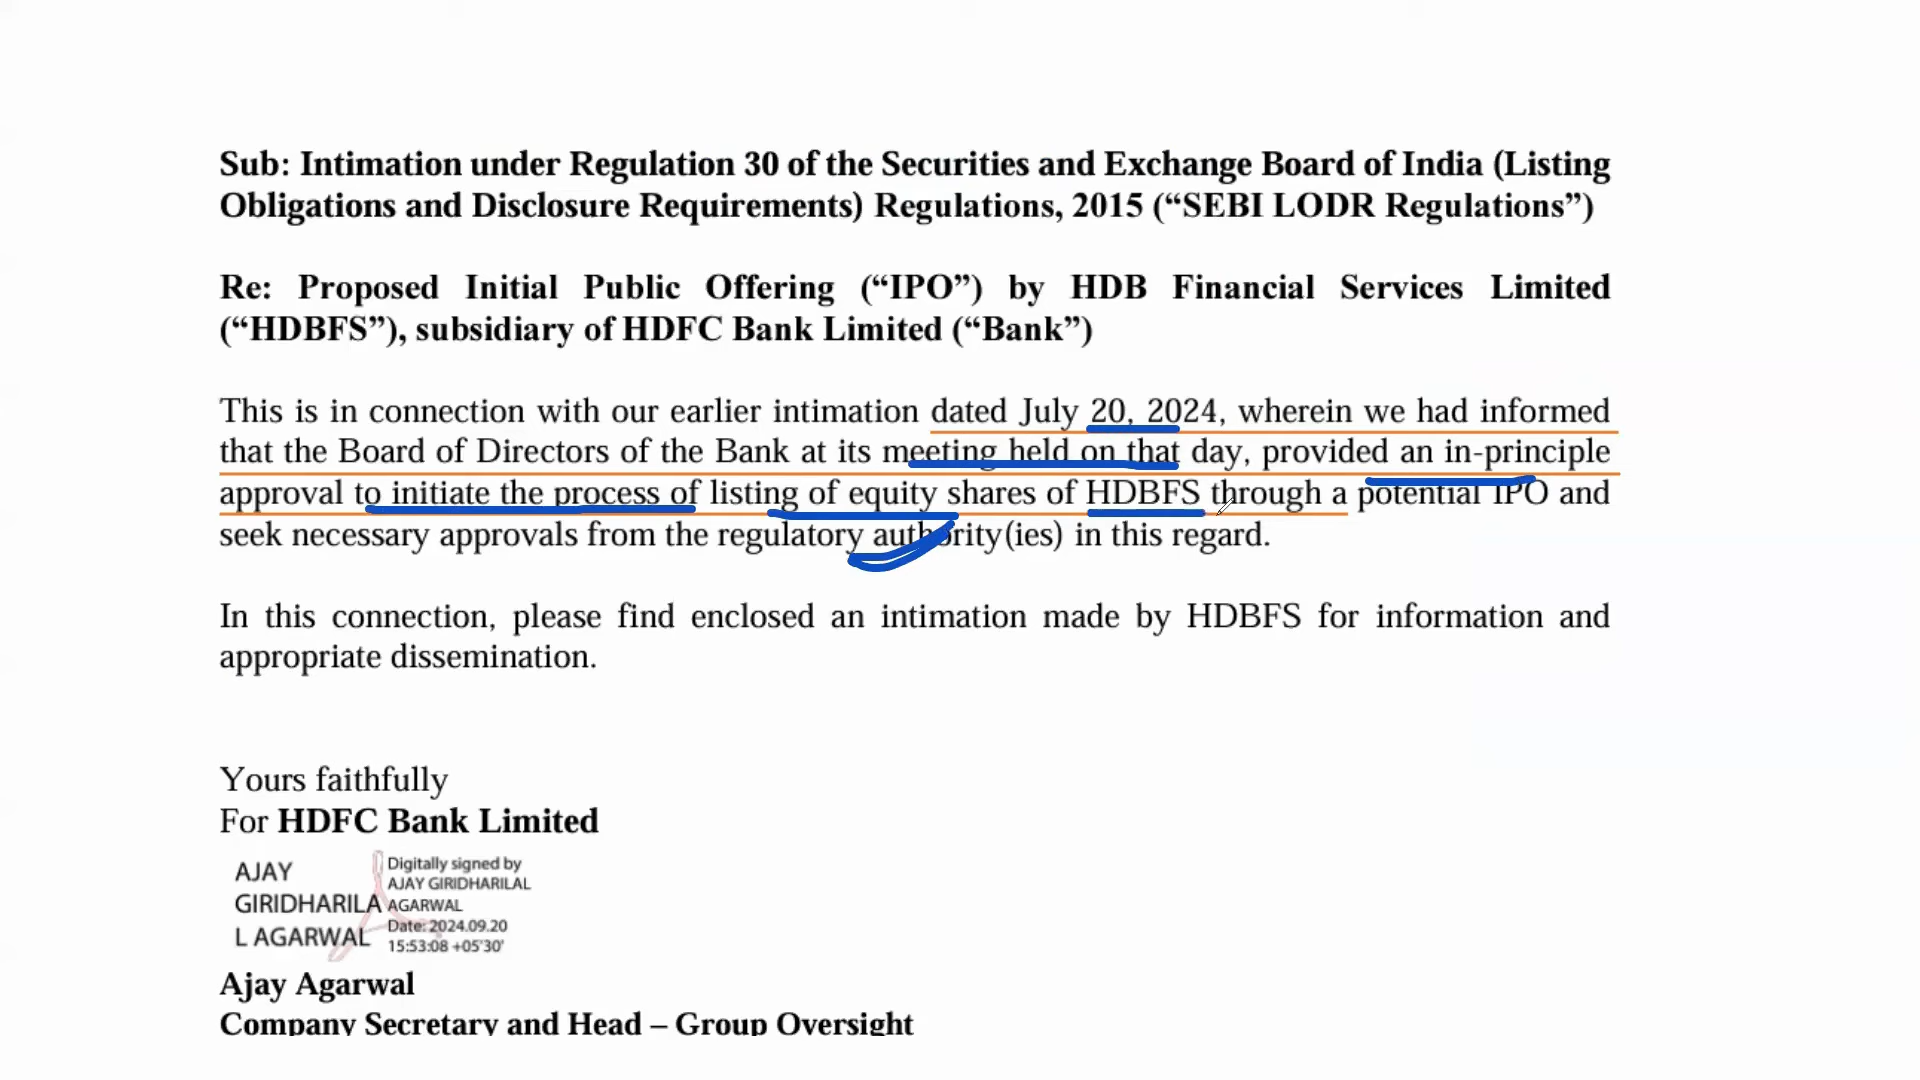 Sub: Intimation under Regulation 30 of the Securities and Exchange Board of India (Listing
Obligations and Disclosure Requirements) Regulations, 2015 (“SEBI LODR Regulations”)
Re: Proposed Initial Public Offering (“IPO”) by HDB Financial Services Limited
(“HDBFS”), subsidiary of HDFC Bank Limited (“Bank”)
This is in connection with our earlier intimation dated July 20, 2024, wherein we had informed
that the Board of Directors of the Bank at its meeting held on that day, provided an in-principle
approval to initiate the process of listing of equity shares of HDBFS through a potential IPO and
seek necessary approvals from the regulatory authority(ies) in this regard.
In this connection, please find enclosed an intimation made by HDBFS for information and
appropriate dissemination.
Yours faithfully
For HDFC Bank Limited
AJAY
GIRIDHARILA
L AGARWAL
Digitally signed by
AJAY GIRIDHARILAL
AGARWAL
Date: 2024.09.20
15:53:08 +05'30'
Ajay Agarwal
Company Secretary and Head – Group Oversight